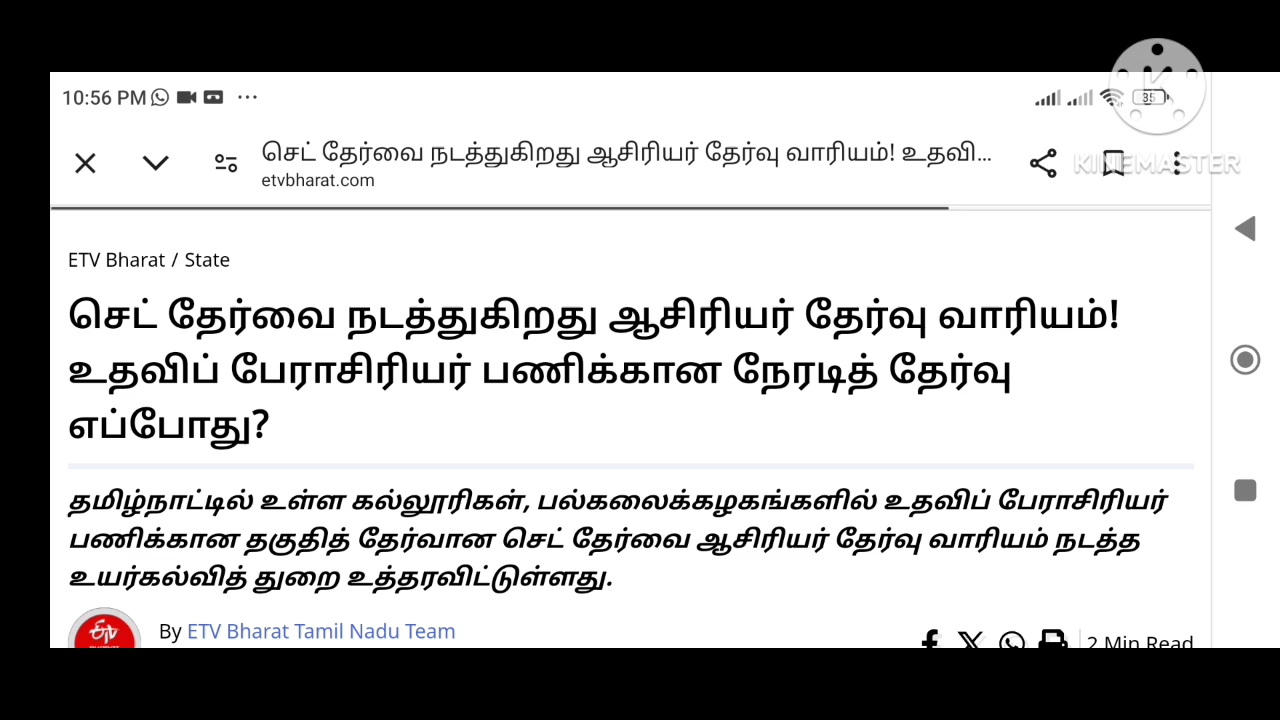 10:56 PM ... 35
செட் தேர்வை நடத்துகிறது ஆசிரியர் தேர்வு வாரியம்! உதவி...
etvbharat.com
KINEMASTER
ETV Bharat / State
செட் தேர்வை நடத்துகிறது ஆசிரியர் தேர்வு வாரியம்!
உதவிப் பேராசிரியர் பணிக்கான நேரடித் தேர்வு
எப்போது?
தமிழ்நாட்டில் உள்ள கல்லூரிகள், பல்கலைக்கழகங்களில் உதவிப் பேராசிரியர்
பணிக்கான தகுதித் தேர்வான செட் தேர்வை ஆசிரியர் தேர்வு வாரியம் நடத்த
உயர்கல்வித் துறை உத்தரவிட்டுள்ளது.
By ETV Bharat Tamil Nadu Team
2 Min Read